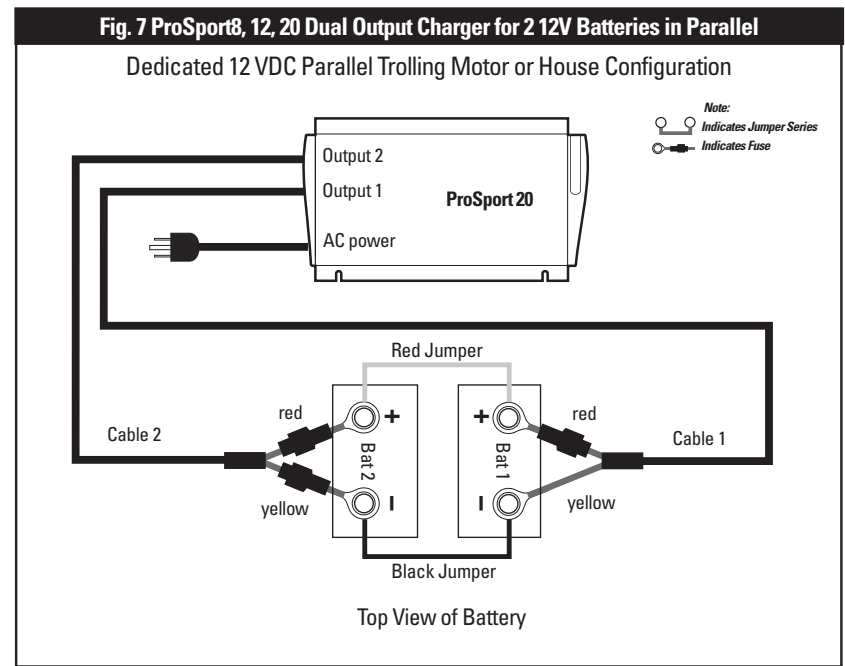 Fig. 7 ProSport8, 12, 20 Dual Output Charger for 2 12V Batteries in Parallel
Dedicated 12 VDC Parallel Trolling Motor or House Configuration
Note:
Indicates Jumper Series
Indicates Fuse
Output 2
Output 1
ProSport 20
AC power
Red Jumper
red
+
+
red
Cable 2
Bat 2
Bat 1
Cable 1
yellow
–
–
yellow
Black Jumper
Top View of Battery